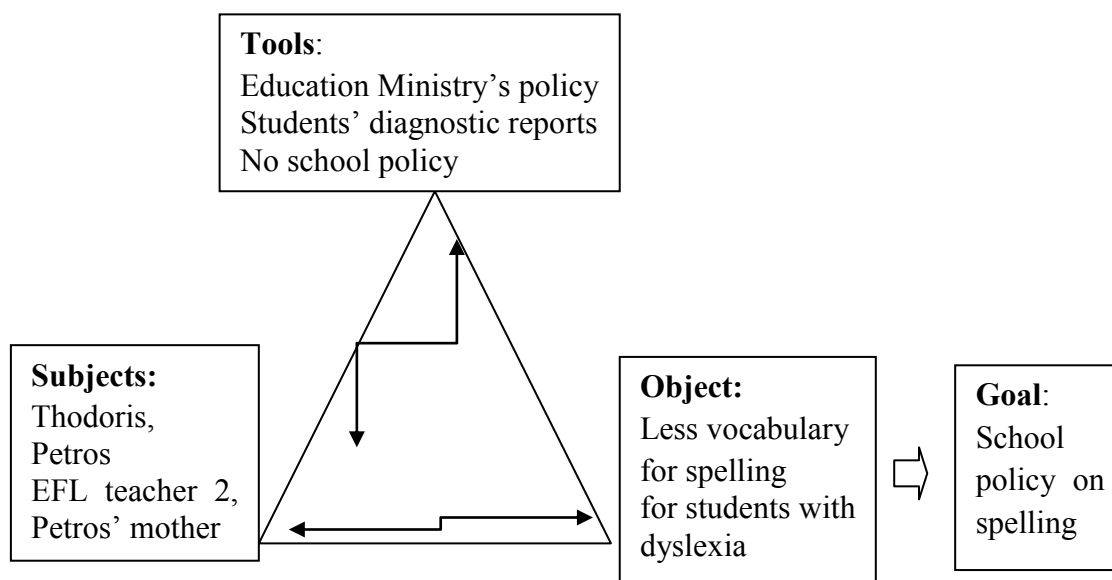 Tools:
Education Ministry’s policy
Students’ diagnostic reports
No school policy
Subjects:
Thodoris,
Petros
EFL teacher 2,
Petros’ mother
Object:
Less vocabulary
for spelling
for students with
dyslexia
Goal:
School
policy on
spelling